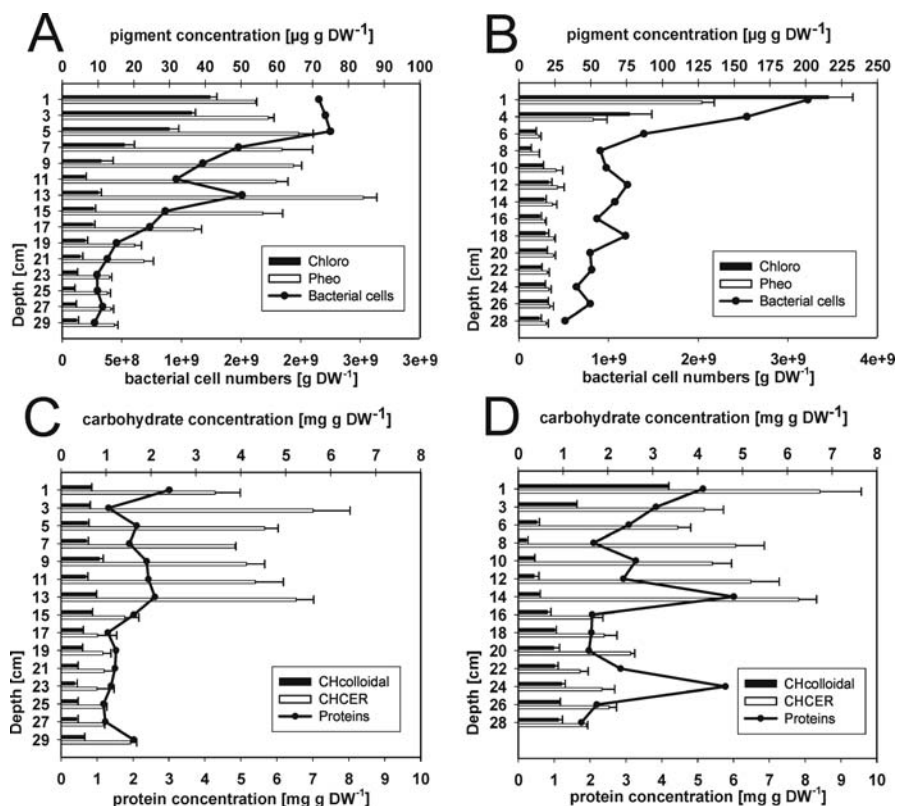 A
pigment concentration [µg g DW⁻¹]
0 10 20 30 40 50 60 70 80 90 100
1
3
5
7
9
11
13
15
17
19
21
23
25
27
29
Depth [cm]
Chloro
Pheo
Bacterial cells
0 5e+8 1e+9 2e+9 2e+9 3e+9 3e+9
bacterial cell numbers [g DW⁻¹]
B
pigment concentration [µg g DW⁻¹]
0 25 50 75 100 125 150 175 200 225 250
1
4
6
8
10
12
14
16
18
20
22
24
26
28
Depth [cm]
Chloro
Pheo
Bacterial cells
0 1e+9 2e+9 3e+9 4e+9
bacterial cell numbers [g DW⁻¹]
C
carbohydrate concentration [mg g DW⁻¹]
0 1 2 3 4 5 6 7 8
1
3
5
7
9
11
13
15
17
19
21
23
25
27
29
Depth [cm]
CHcolloidal
CHCER
Proteins
0 1 2 3 4 5 6 7 8 9 10
protein concentration [mg g DW⁻¹]
D
carbohydrate concentration [mg g DW⁻¹]
0 1 2 3 4 5 6 7 8
1
3
6
8
10
12
14
16
18
20
22
24
26
28
Depth [cm]
CHcolloidal
CHCER
Proteins
0 1 2 3 4 5 6 7 8 9 10
protein concentration [mg g DW⁻¹]